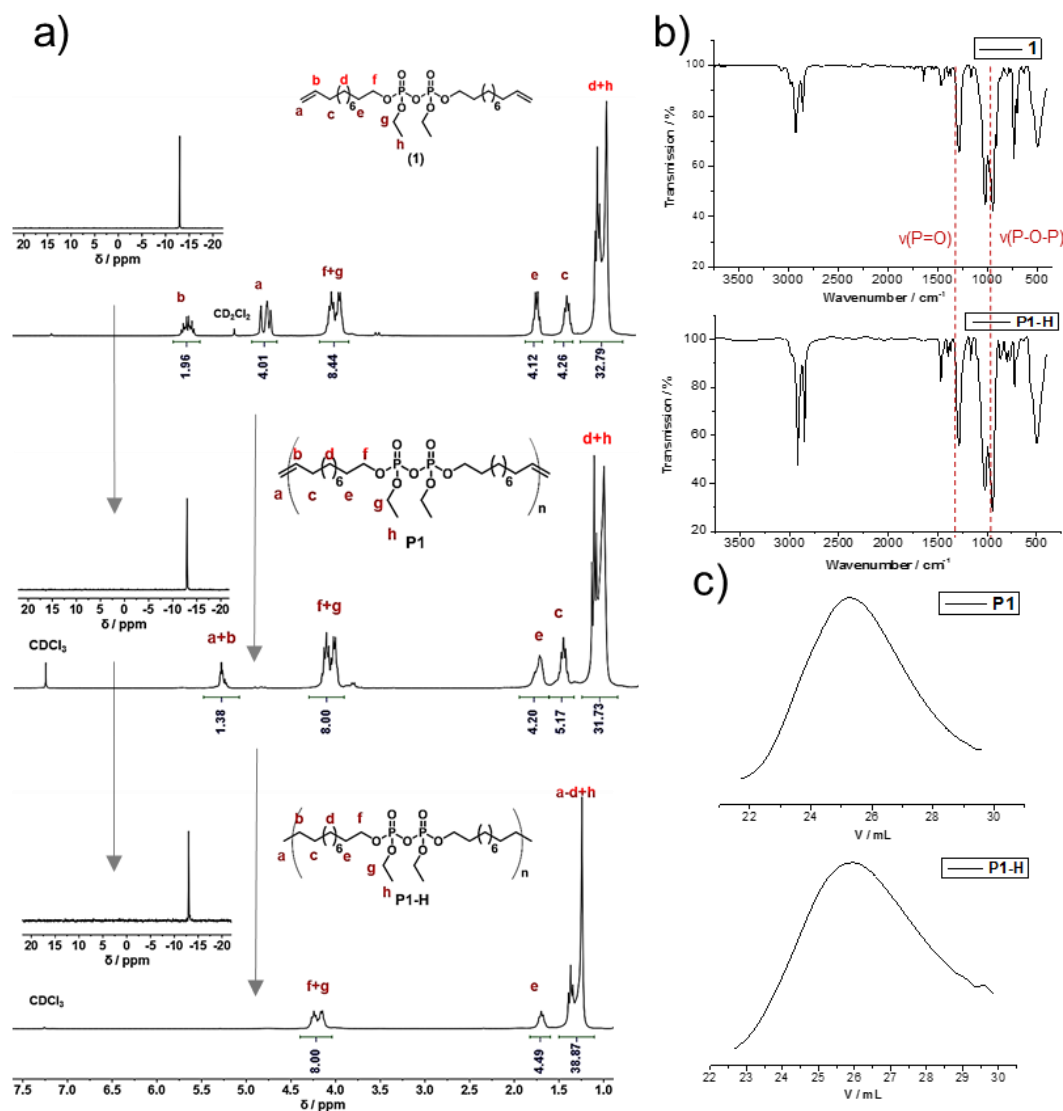 a)
b d f O O
P P
O O O
6 6
a c e O O
g
h
(1)
d+h
20 15 10 5 0 -5 -10 -15 -20
δ / ppm
b
CD2Cl2
a
f+g
e
c
1.96
4.01
8.44
4.12
4.26
32.79
b d f O O
P P
O O O
6 6
a c e O O
g
h
n
P1
d+h
20 15 10 5 0 -5 -10 -15 -20
δ / ppm
CDCl3
a+b
f+g
e
c
1.38
8.00
4.20
5.17
31.73
b d f O O
P P
O O O
6 6
a c e O O
g
h
n
P1-H
a-d+h
20 15 10 5 0 -5 -10 -15 -20
δ / ppm
CDCl3
f+g
e
8.00
4.49
38.87
7.5 7.0 6.5 6.0 5.5 5.0 4.5 4.0 3.5 3.0 2.5 2.0 1.5 1.0
δ / ppm
b)
1
100
80
60
40
20
Transmission / %
ν(P=O)
ν(P-O-P)
3500 3000 2500 2000 1500 1000 500
Wavenumber / cm-1
P1-H
100
80
60
40
20
Transmission / %
3500 3000 2500 2000 1500 1000 500
Wavenumber / cm-1
c)
P1
22 23 24 25 26 27 28 29 30
V / mL
P1-H
22 23 24 25 26 27 28 29 30
V / mL